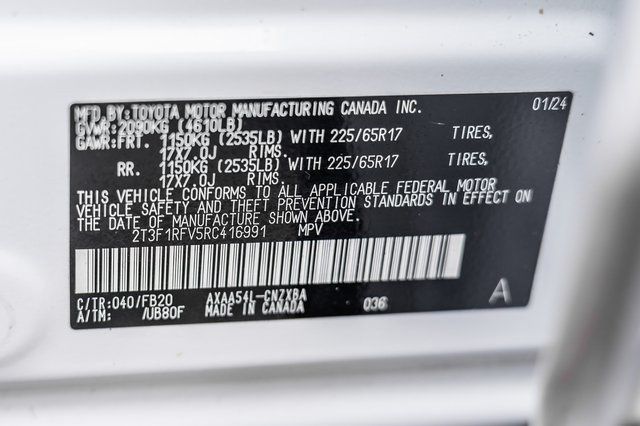 MFD.BY:TOYOTA MOTOR MANUFACTURING CANADA INC. 01/24
GVWR:2090KG (4610LB)
GAWR:FRT. 1150KG (2535LB) WITH 225/65R17 TIRES,
17X7.0J RIMS.
RR. 1150KG (2535LB) WITH 225/65R17 TIRES,
17X7.0J RIMS.
THIS VEHICLE CONFORMS TO ALL APPLICABLE FEDERAL MOTOR
VEHICLE SAFETY AND THEFT PREVENTION STANDARDS IN EFFECT ON
THE DATE OF MANUFACTURE SHOWN ABOVE.
2T3F1RFV5RC416991 MPV
C/TR:040/FB20 AXAA54L-CNZXBA 036
A/TM: /UB80F MADE IN CANADA A